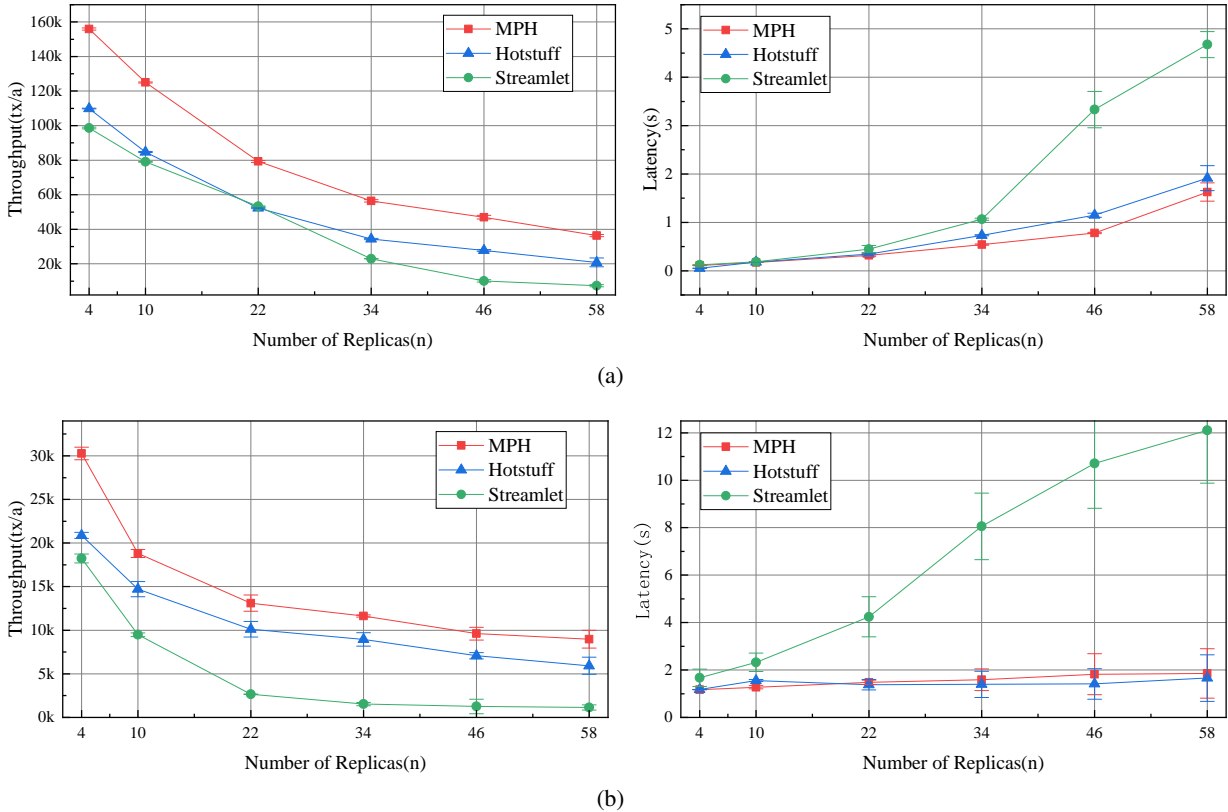 160k
140k
120k
100k
80k
60k
40k
20k
Throughput(tx/a)
MPH
Hotstuff
Streamlet
4 10 22 34 46 58
Number of Replicas(n)
5
4
3
2
1
0
Latency(s)
MPH
Hotstuff
Streamlet
4 10 22 34 46 58
Number of Replicas(n)
(a)
30k
25k
20k
15k
10k
5k
0k
Throughput(tx/a)
MPH
Hotstuff
Streamlet
4 10 22 34 46 58
Number of Replicas(n)
12
10
8
6
4
2
0
Latency(s)
MPH
Hotstuff
Streamlet
4 10 22 34 46 58
Number of Replicas(n)
(b)